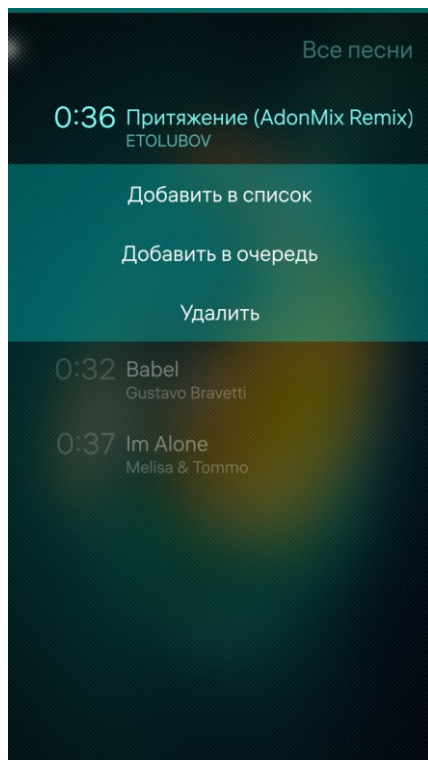 Все песни
0:36 Притяжение (AdonMix Remix)
ETOLUBOV
Добавить в список
Добавить в очередь
Удалить
0:32 Babel
Gustavo Bravetti
0:37 Im Alone
Melisa & Tommo